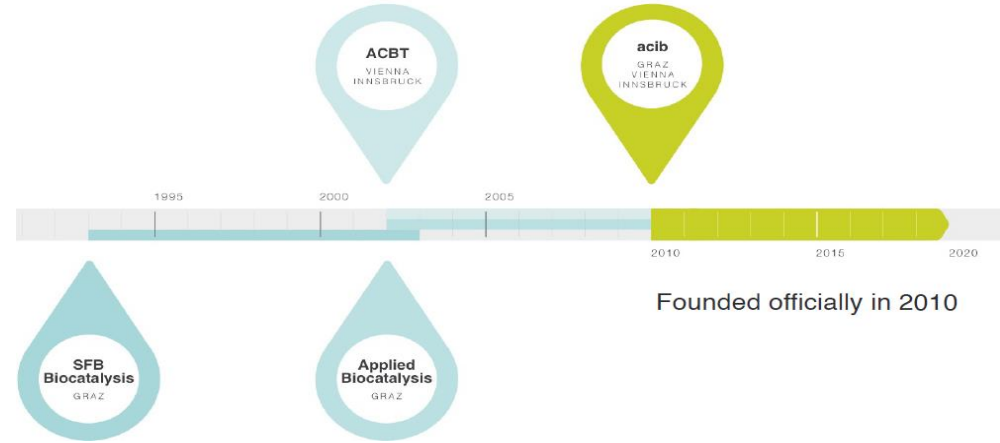 ACBT
VIENNA
INNSBRUCK
acib
GRAZ
VIENNA
INNSBRUCK
1995
2000
2005
2010
2015
2020
Founded officially in 2010
SFB
Biocatalysis
GRAZ
Applied
Biocatalysis
GRAZ